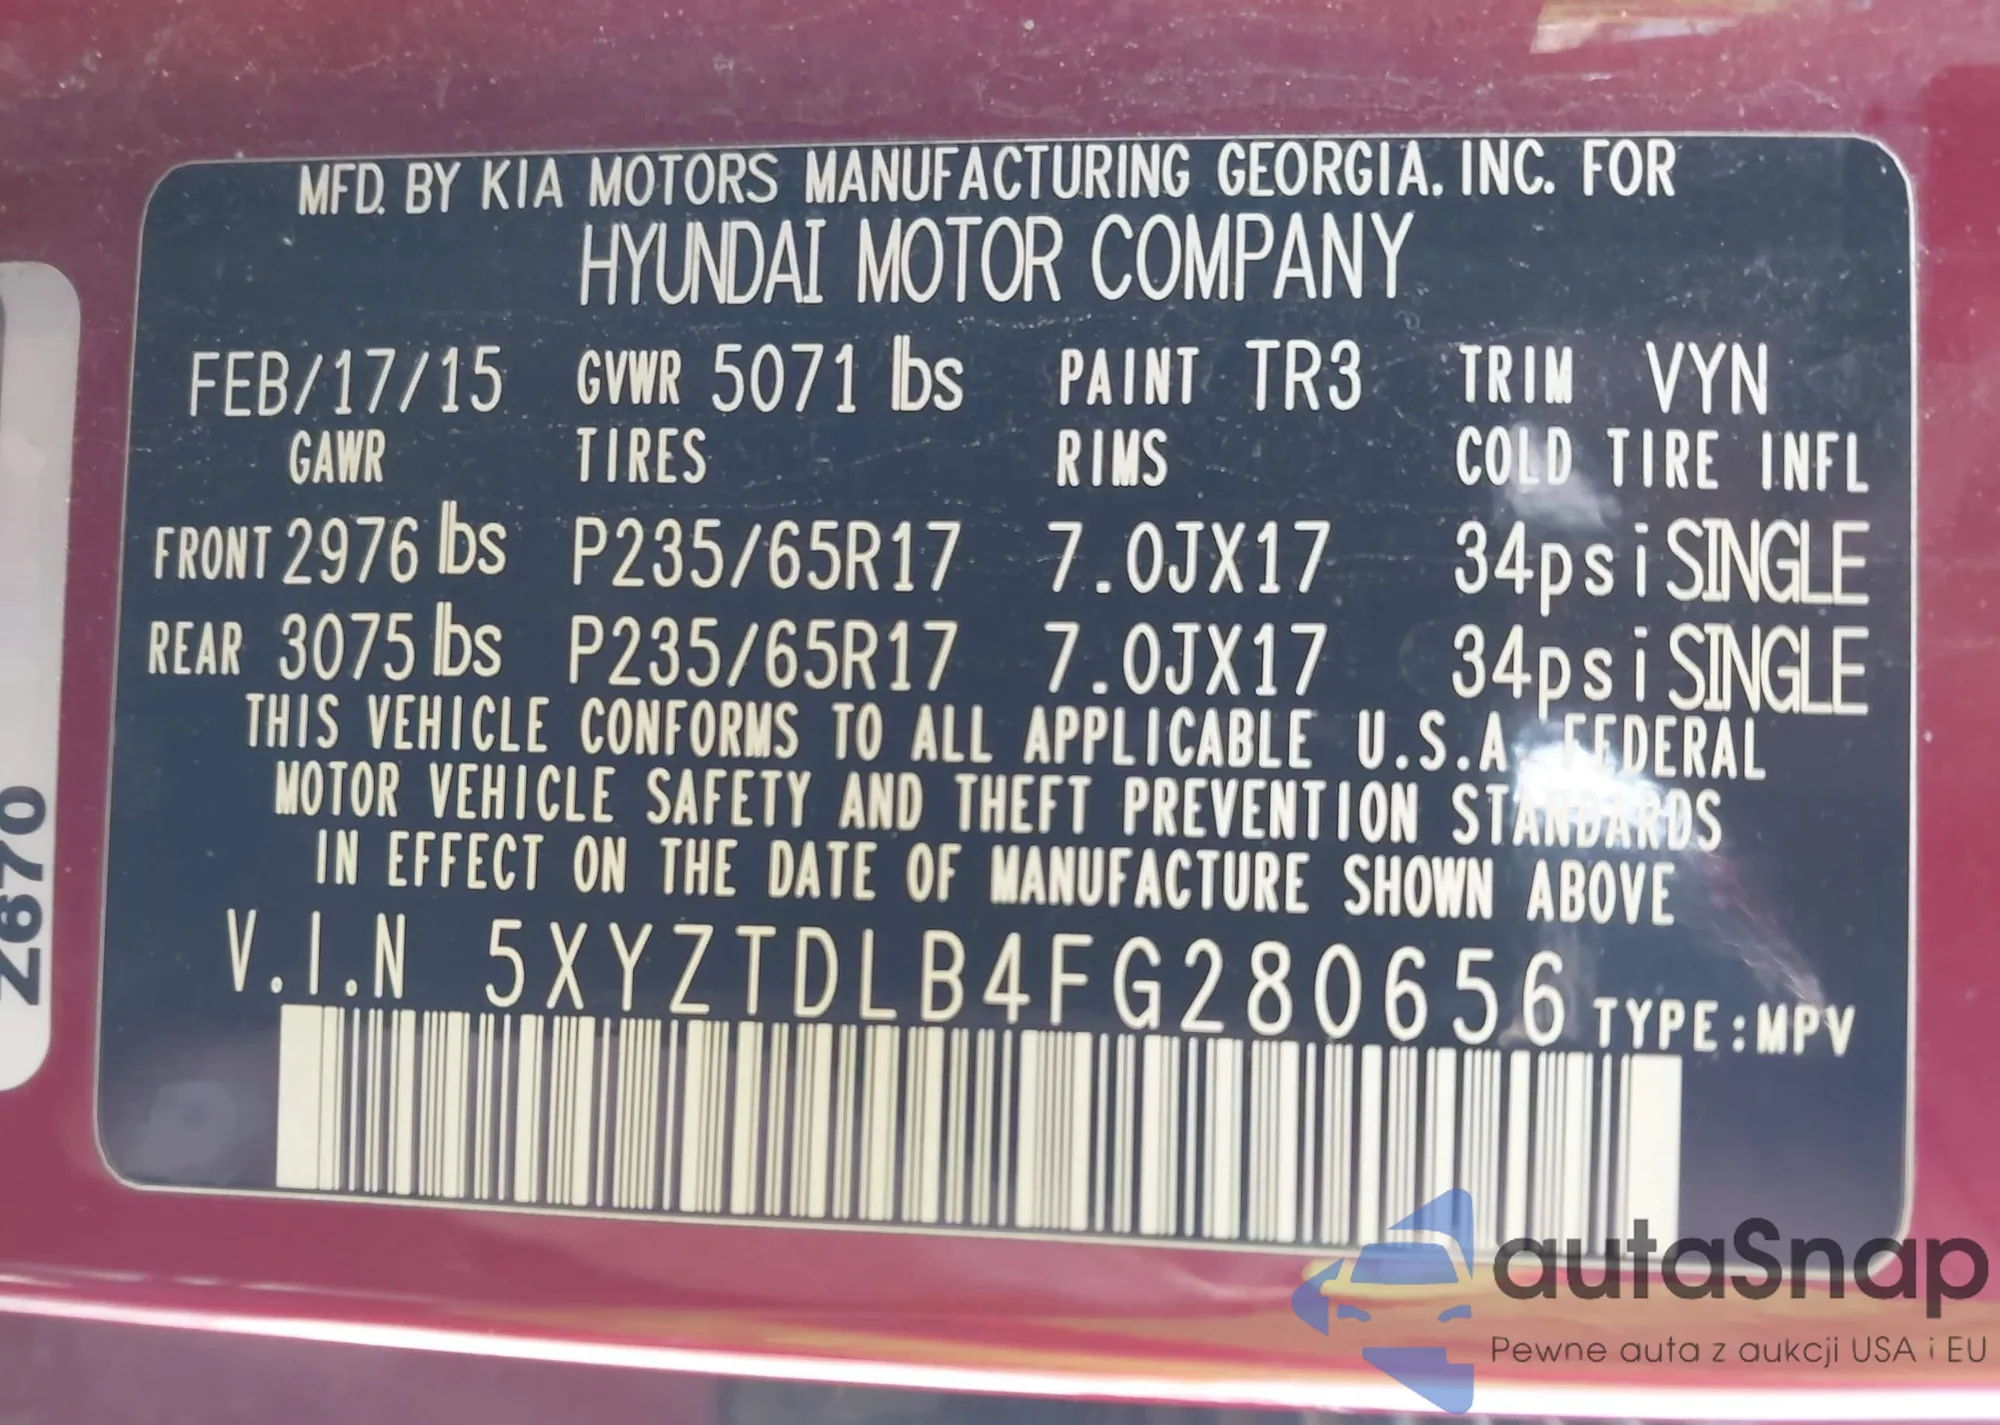 MFD. BY KIA MOTORS MANUFACTURING GEORGIA, INC. FOR
HYUNDAI MOTOR COMPANY
FEB/17/15 GVWR 5071 lbs PAINT TR3 TRIM VYN
GAWR TIRES RIMS COLD TIRE INFL
FRONT 2976 lbs P235/65R17 7.0JX17 34psi SINGLE
REAR 3075 lbs P235/65R17 7.0JX17 34psi SINGLE
THIS VEHICLE CONFORMS TO ALL APPLICABLE U.S.A. FEDERAL
MOTOR VEHICLE SAFETY AND THEFT PREVENTION STANDARDS
IN EFFECT ON THE DATE OF MANUFACTURE SHOWN ABOVE
V.I.N 5XYZTDLB4FG280656 TYPE:MPV
Z670
autaSnap
Pewne auta z aukcji USA i EU